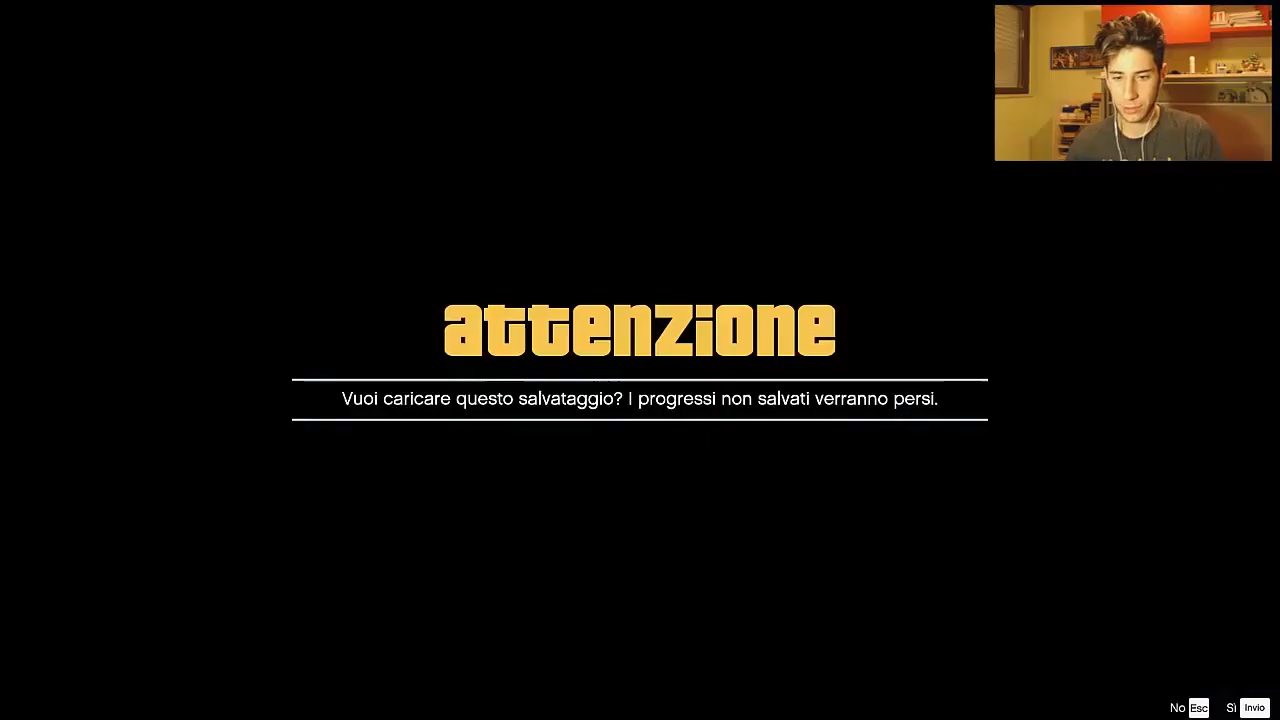 attenzione
Vuoi caricare questo salvataggio? I progressi non salvati verranno persi.
No Esc Sì Invio